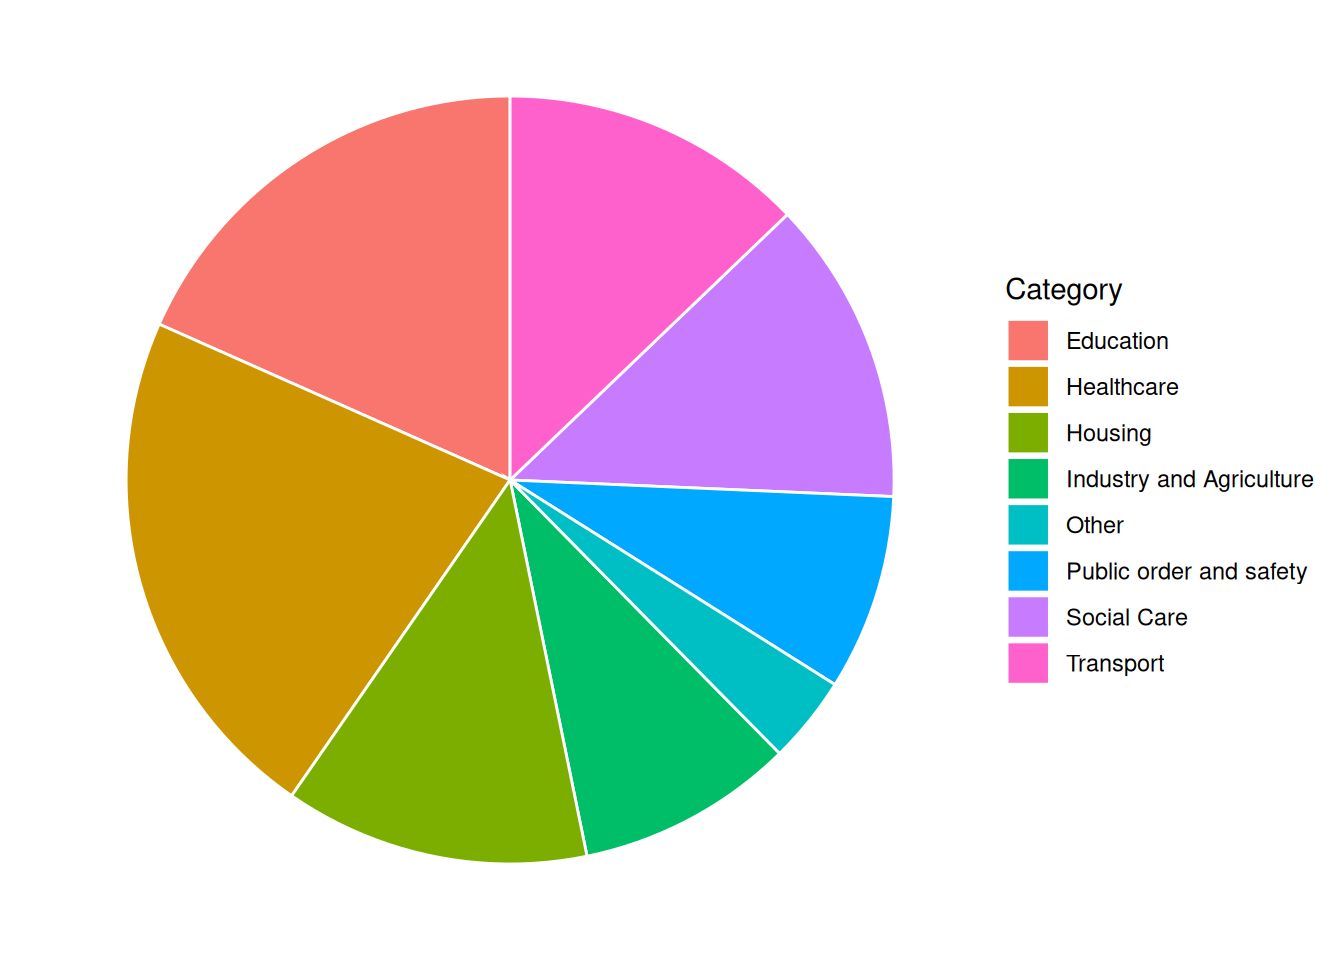 Category
Education
Healthcare
Housing
Industry and Agriculture
Other
Public order and safety
Social Care
Transport